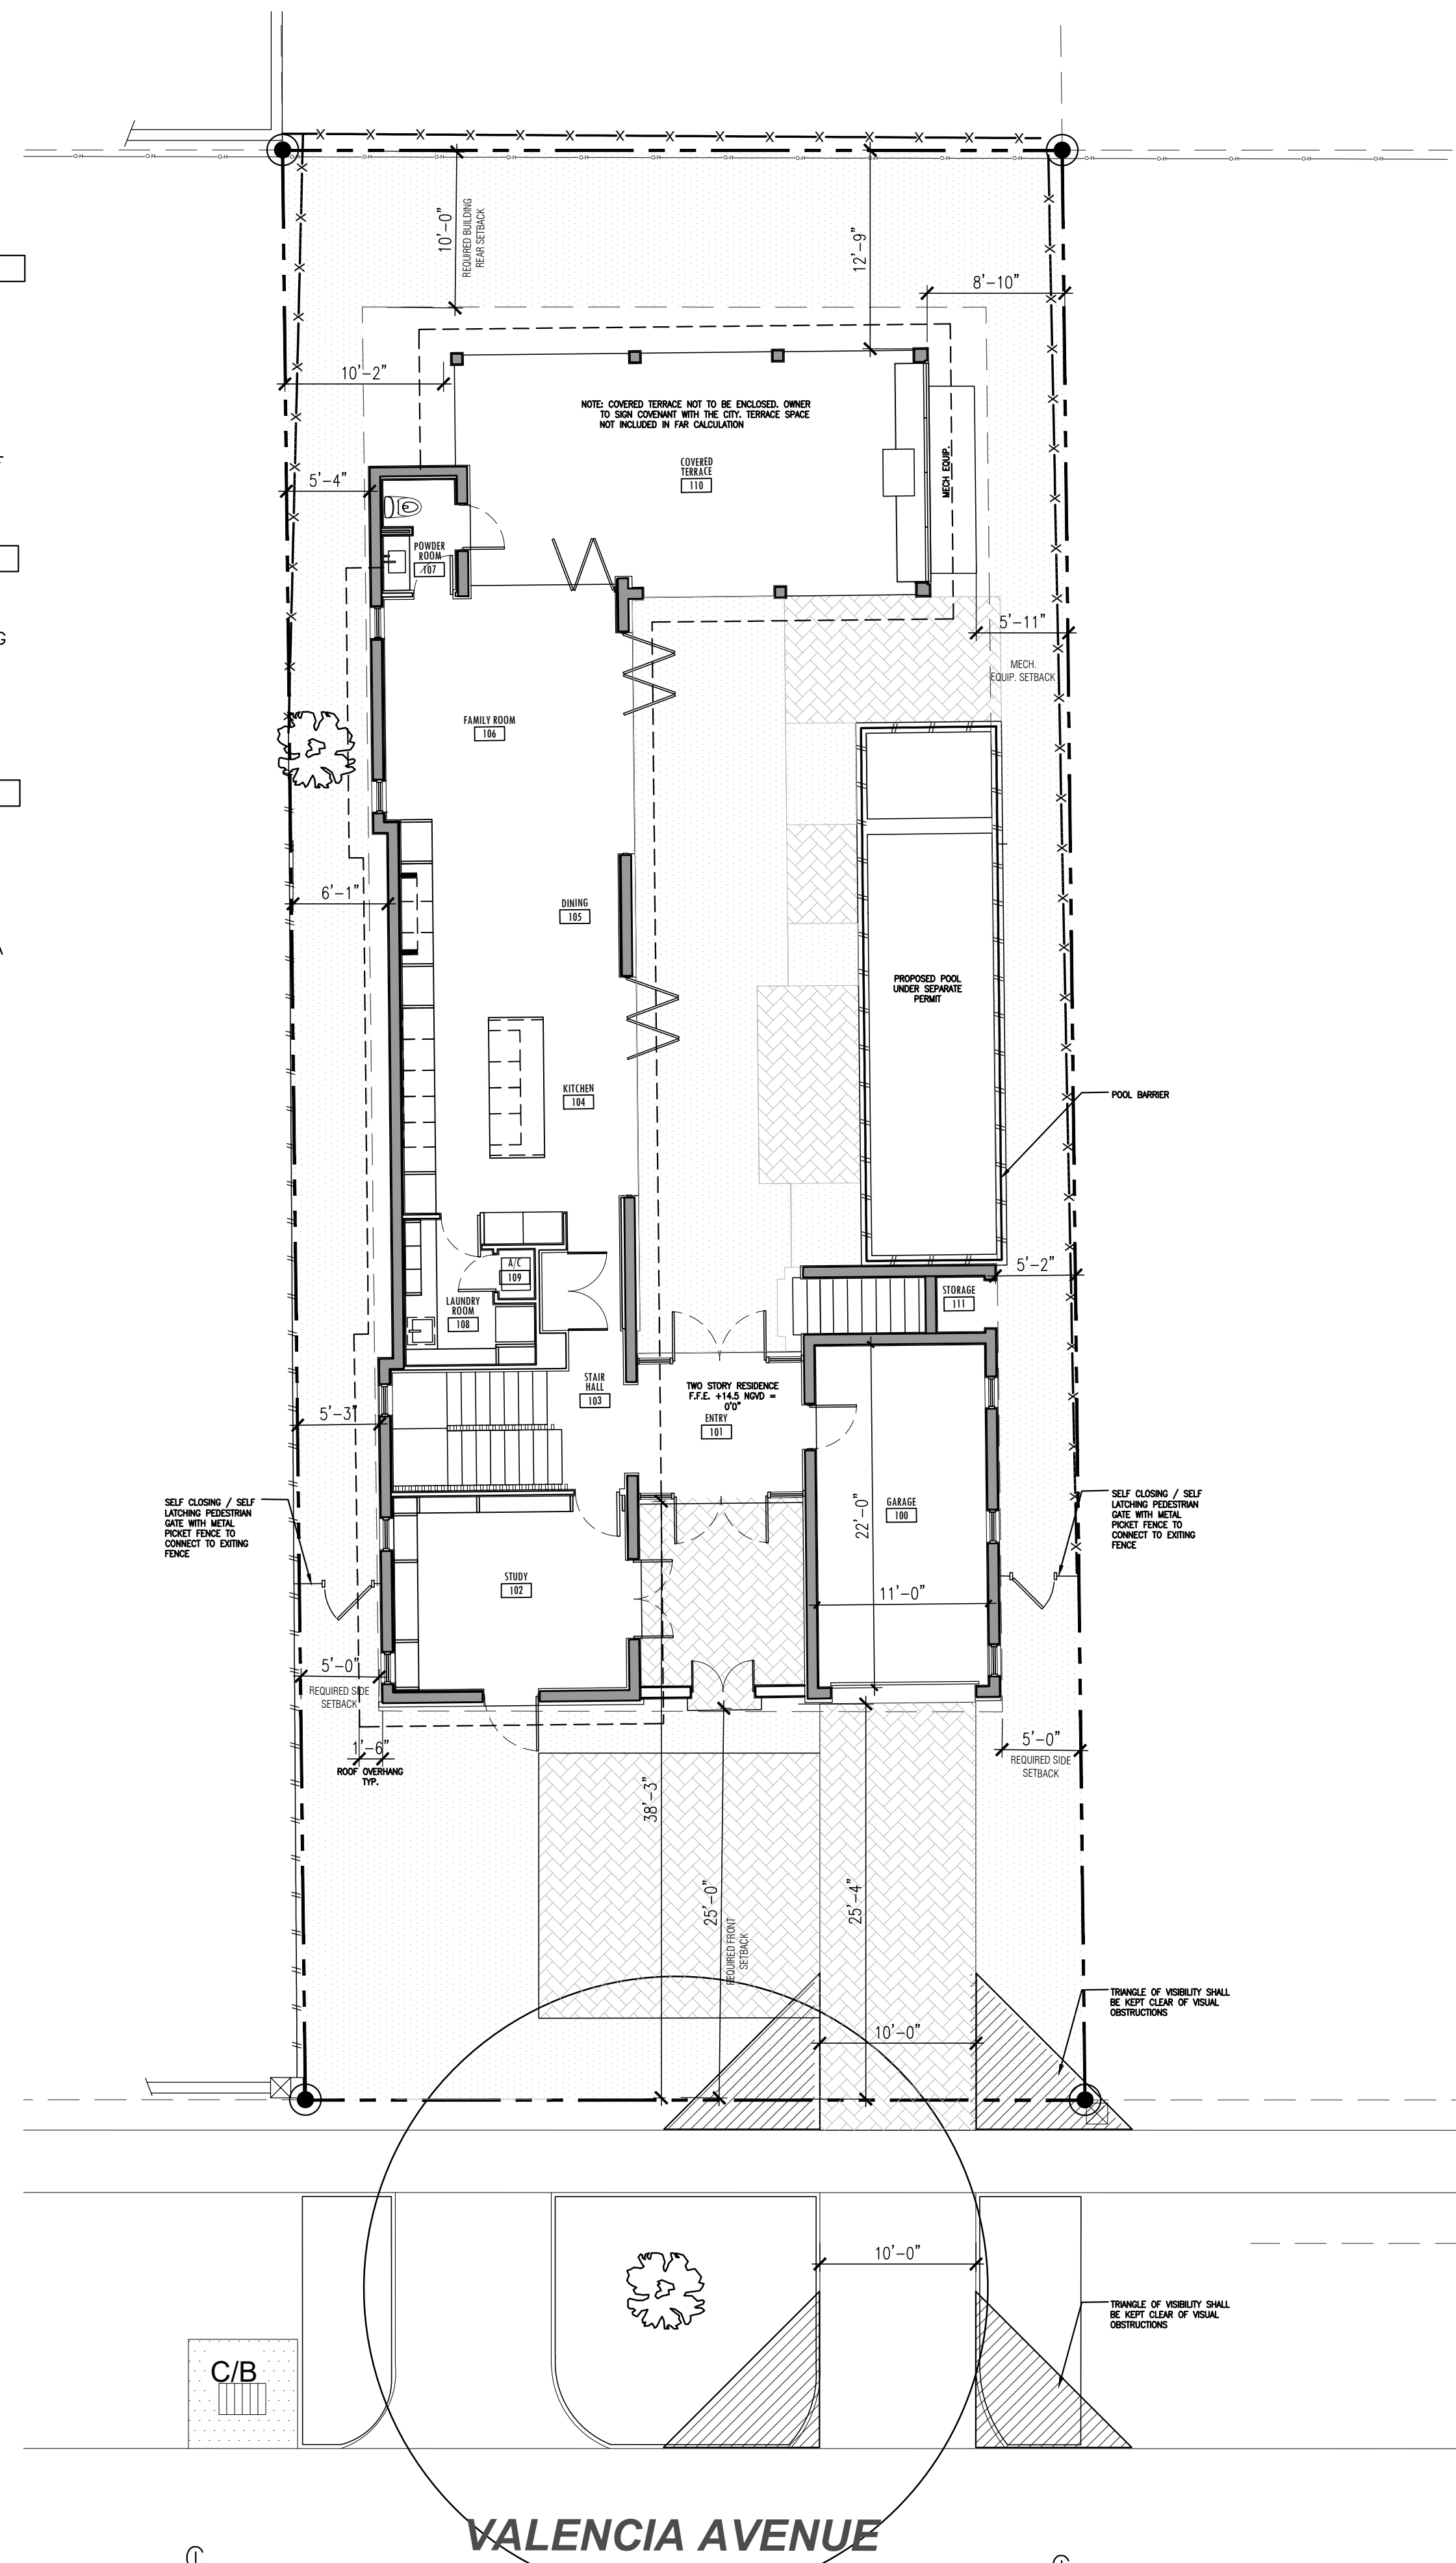 10'-0"
REQUIRED BUILDING
REAR SETBACK
12'-9"
8'-10"
10'-2"
NOTE: COVERED TERRACE NOT TO BE ENCLOSED. OWNER
TO SIGN COVENANT WITH THE CITY. TERRACE SPACE
NOT INCLUDED IN FAR CALCULATION
COVERED
TERRACE
110
MECH EQUIP.
5'-4"
POWDER
ROOM
107
5'-11"
MECH.
EQUIP. SETBACK
G
FAMILY ROOM
106
6'-1"
DINING
105
PROPOSED POOL
UNDER SEPARATE
PERMIT
KITCHEN
104
POOL BARRIER
A/C
109
5'-2"
STORAGE
111
LAUNDRY
ROOM
108
STAIR
HALL
103
TWO STORY RESIDENCE
F.F.E. +14.5 NGVD =
0'0"
ENTRY
101
5'-3"
SELF CLOSING / SELF
LATCHING PEDESTRIAN
GATE WITH METAL
PICKET FENCE TO
CONNECT TO EXITING
FENCE
22'-0"
GARAGE
100
SELF CLOSING / SELF
LATCHING PEDESTRIAN
GATE WITH METAL
PICKET FENCE TO
CONNECT TO EXITING
FENCE
STUDY
102
11'-0"
5'-0"
REQUIRED SIDE
SETBACK
1'-6"
ROOF OVERHANG
TYP.
5'-0"
REQUIRED SIDE
SETBACK
38'-3"
25'-0"
REQUIRED FRONT
SETBACK
25'-4"
TRIANGLE OF VISIBILITY SHALL
BE KEPT CLEAR OF VISUAL
OBSTRUCTIONS
10'-0"
10'-0"
TRIANGLE OF VISIBILITY SHALL
BE KEPT CLEAR OF VISUAL
OBSTRUCTIONS
C/B
VALENCIA AVENUE